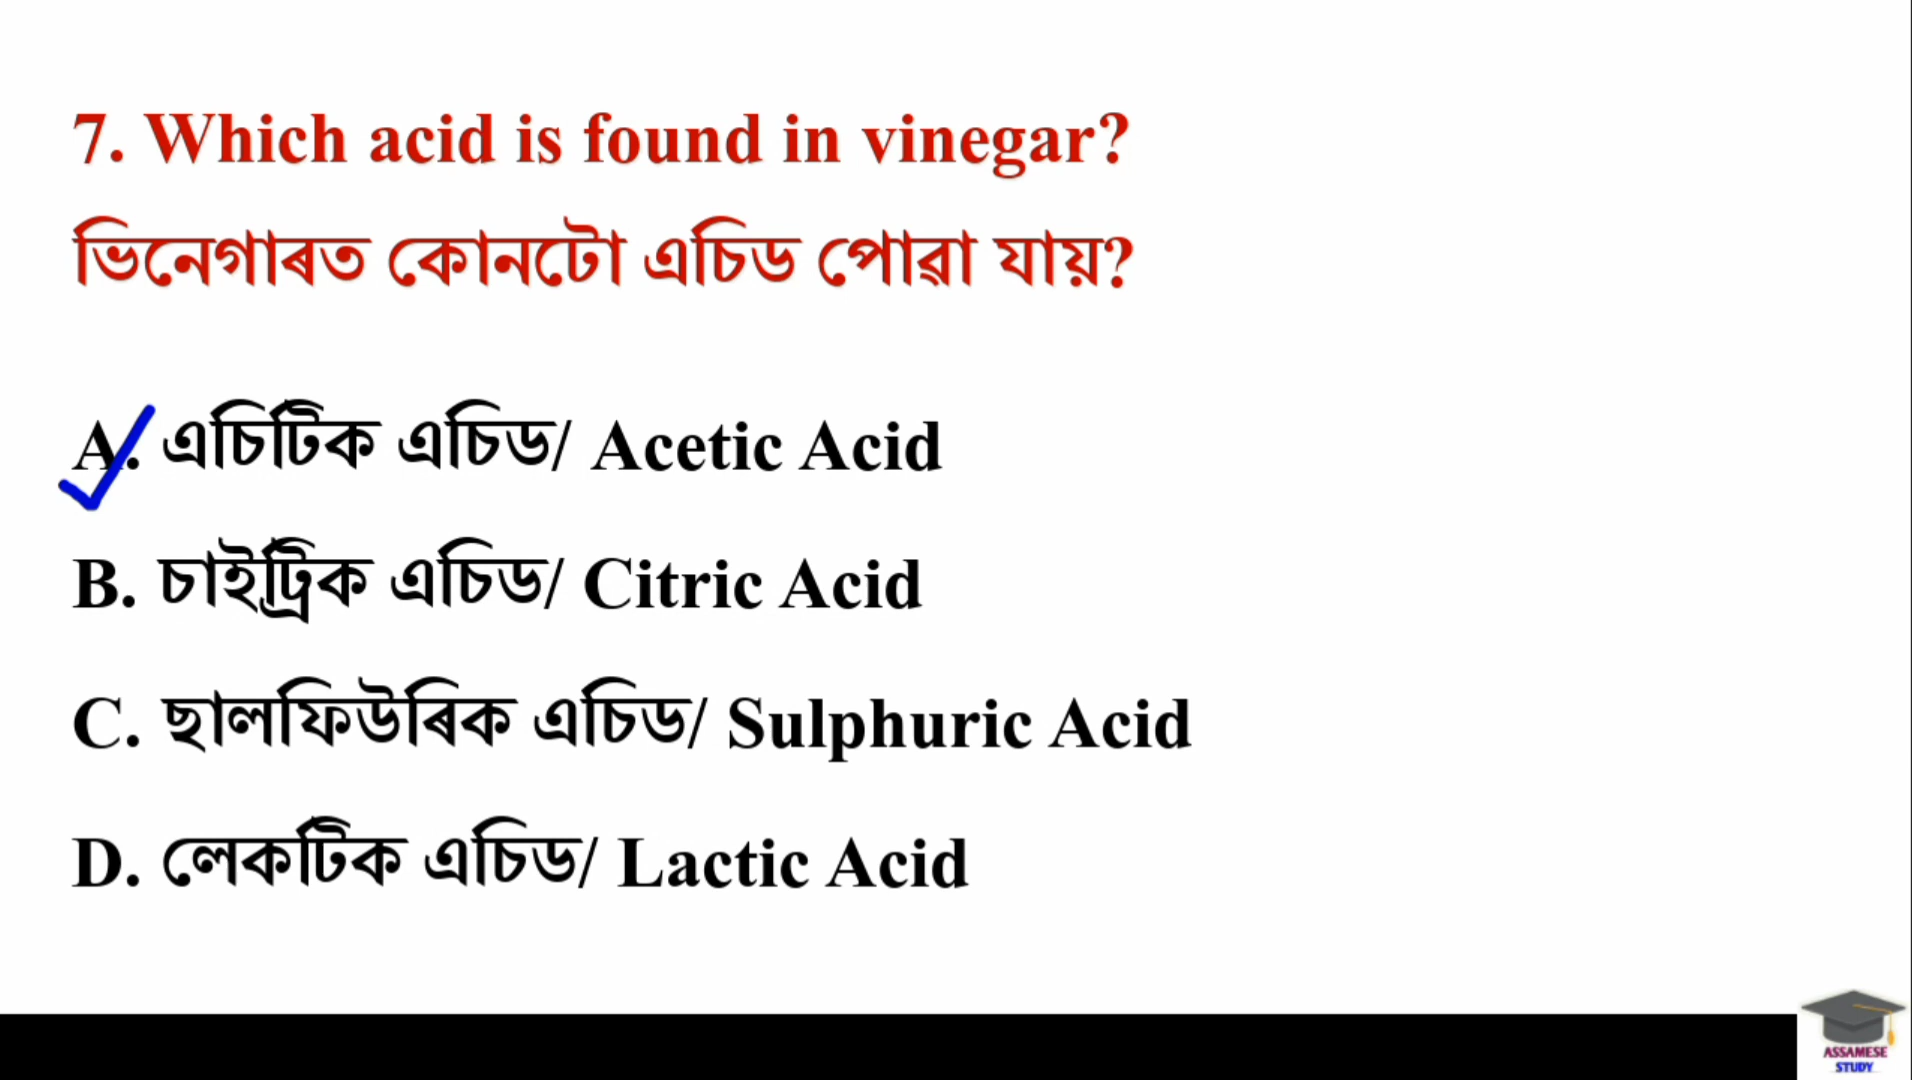 7. Which acid is found in vinegar?
ভিনেগাৰত কোনটো এচিড পোৱা যায়?
A. এচিটিক এচিড/ Acetic Acid
B. চাইট্ৰিক এচিড/ Citric Acid
C. ছালফিউৰিক এচিড/ Sulphuric Acid
D. লেকটিক এচিড/ Lactic Acid
ASSAMESE
STUDY